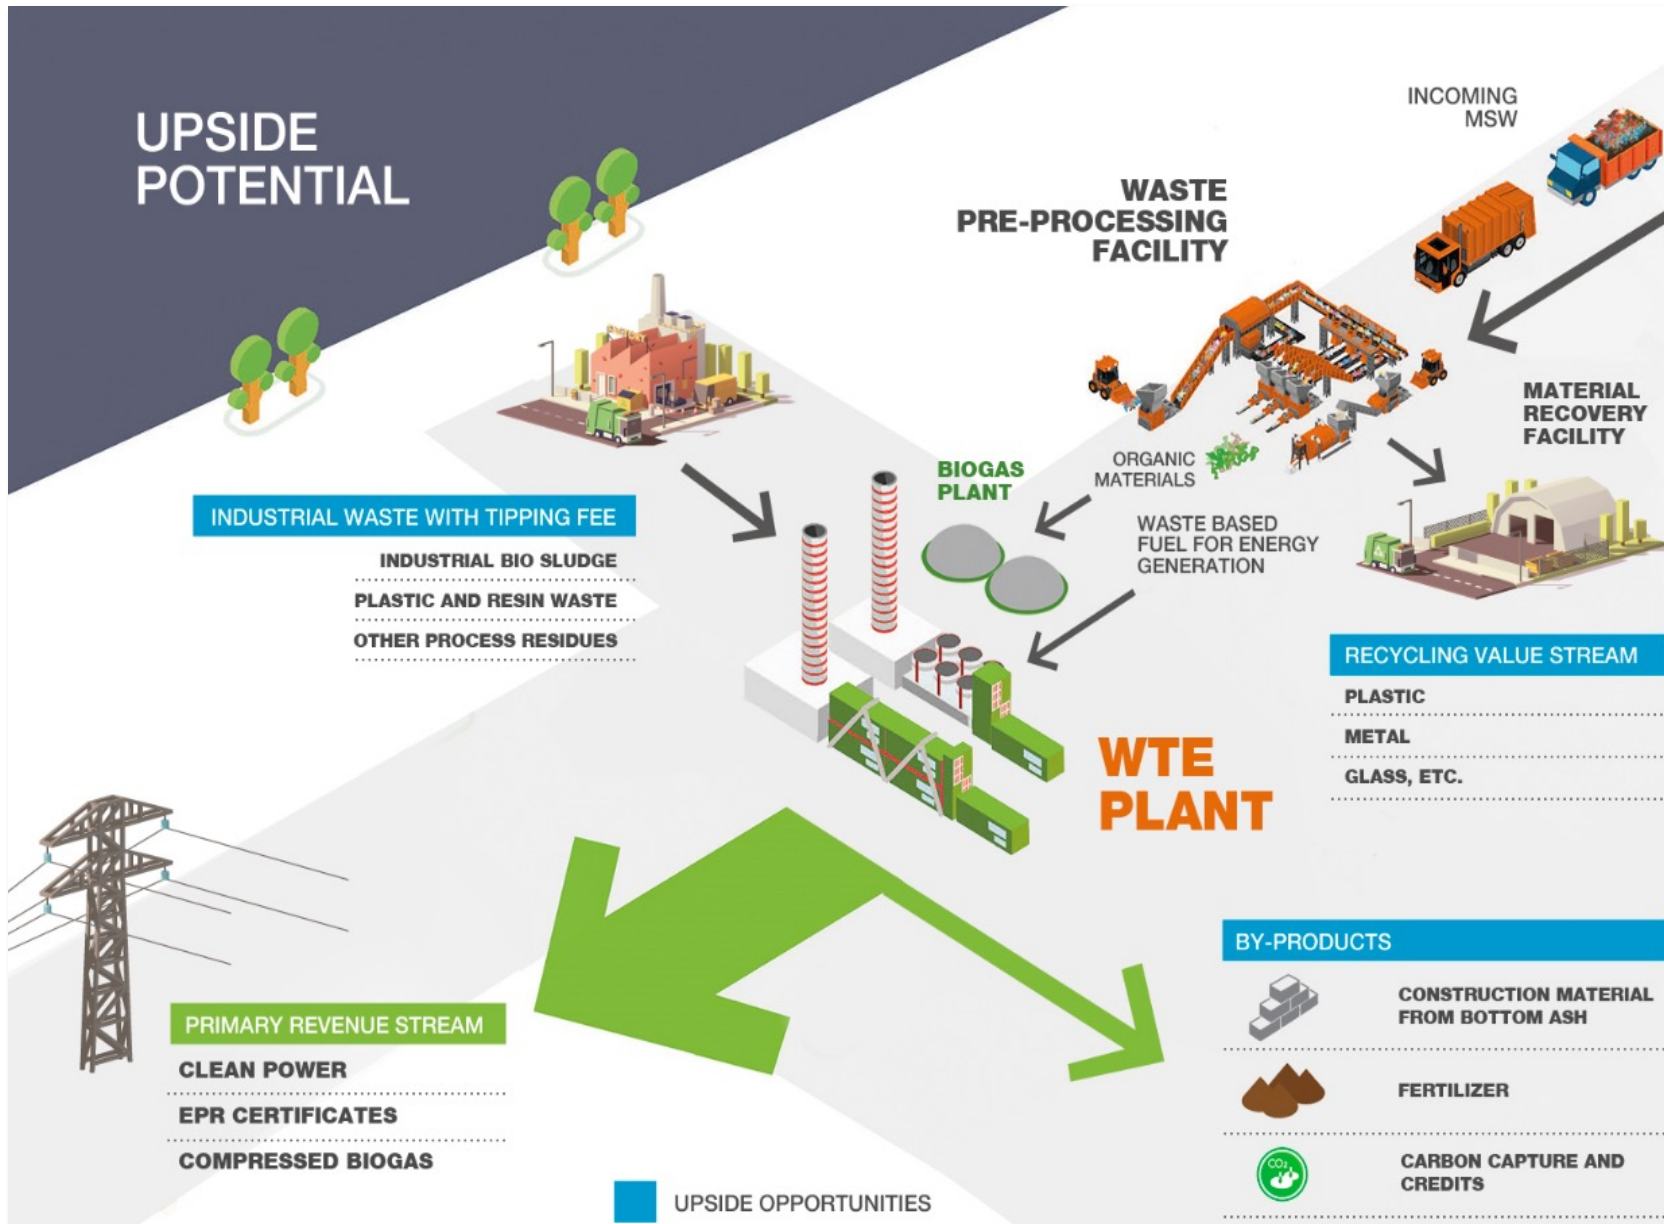 UPSIDE
POTENTIAL
INCOMING
MSW
WASTE
PRE-PROCESSING
FACILITY
MATERIAL
RECOVERY
FACILITY
ORGANIC
MATERIALS
BIOGAS
PLANT
WASTE BASED
FUEL FOR ENERGY
GENERATION
INDUSTRIAL WASTE WITH TIPPING FEE
INDUSTRIAL BIO SLUDGE
PLASTIC AND RESIN WASTE
OTHER PROCESS RESIDUES
RECYCLING VALUE STREAM
PLASTIC
METAL
GLASS, ETC.
WTE
PLANT
PRIMARY REVENUE STREAM
CLEAN POWER
EPR CERTIFICATES
COMPRESSED BIOGAS
BY-PRODUCTS
CONSTRUCTION MATERIAL
FROM BOTTOM ASH
FERTILIZER
CO2
CARBON CAPTURE AND
CREDITS
UPSIDE OPPORTUNITIES